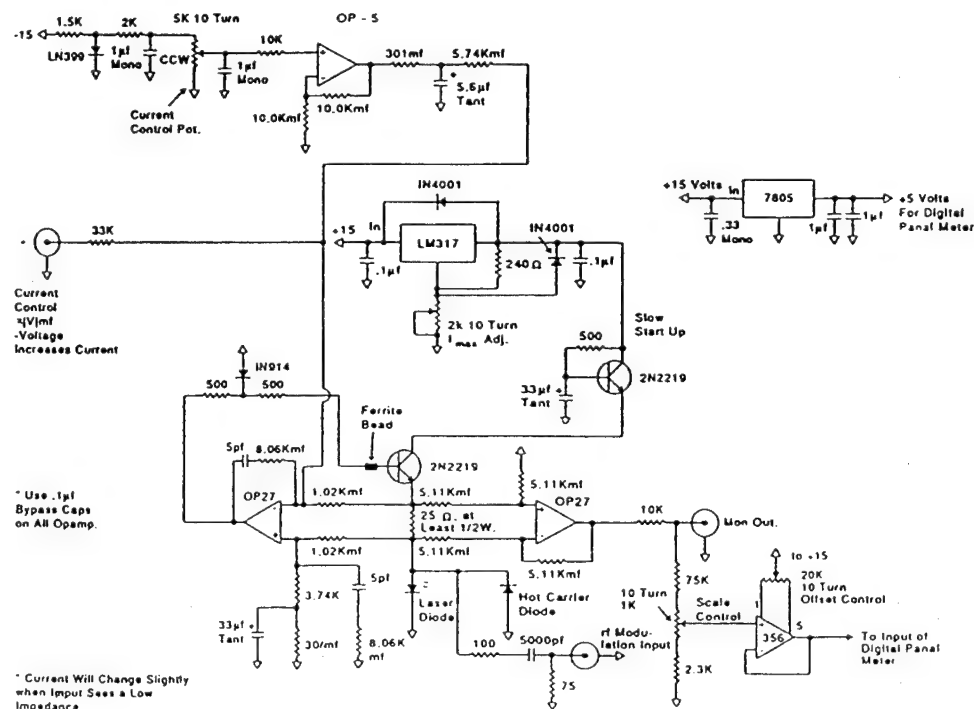 5K 10 Turn
OP - 5
1.5K
2K
-15
LN399
1µf
Mono
CCW
1µf
Mono
10K
301mf
5.74Kmf
5.6µf
Tant
10.0Kmf
10.0Kmf
Current
Control Pot.
IN4001
+15
In
LM317
IN4001
.1µf
240Ω
.1µf
2k 10 Turn
I max Adj.
+15 Volts
In
7805
+5 Volts
For Digital
Panal Meter
.33
Mono
1µf
1µf
33K
-
Current
Control
-Voltage
Increases Current
Slow
Start Up
500
2N2219
33µf
Tant
IN914
500
500
Ferrite
Bead
2N2219
5pf
8.06Kmf
OP27
1.02Kmf
5.11Kmf
5.11Kmf
OP27
25 Ω, at
Least 1/2W.
1.02Kmf
5.11Kmf
5.11Kmf
10K
Mon Out.
* Use .1µf
Bypass Caps
on All Opamp.
3.74K
5pf
33µf
Tant
30/mf
8.06K
mf
Laser
Diode
Hot Carrier
Diode
100
5000pf
rf Modu-
lation Input
75
75K
10 Turn
1K
Scale
Control
2.3K
to +15
20K
10 Turn
Offset Control
1
356
5
To Input of
Digital Panal
Meter
* Current Will Change Slightly
when Imput Sees a Low
Impedance